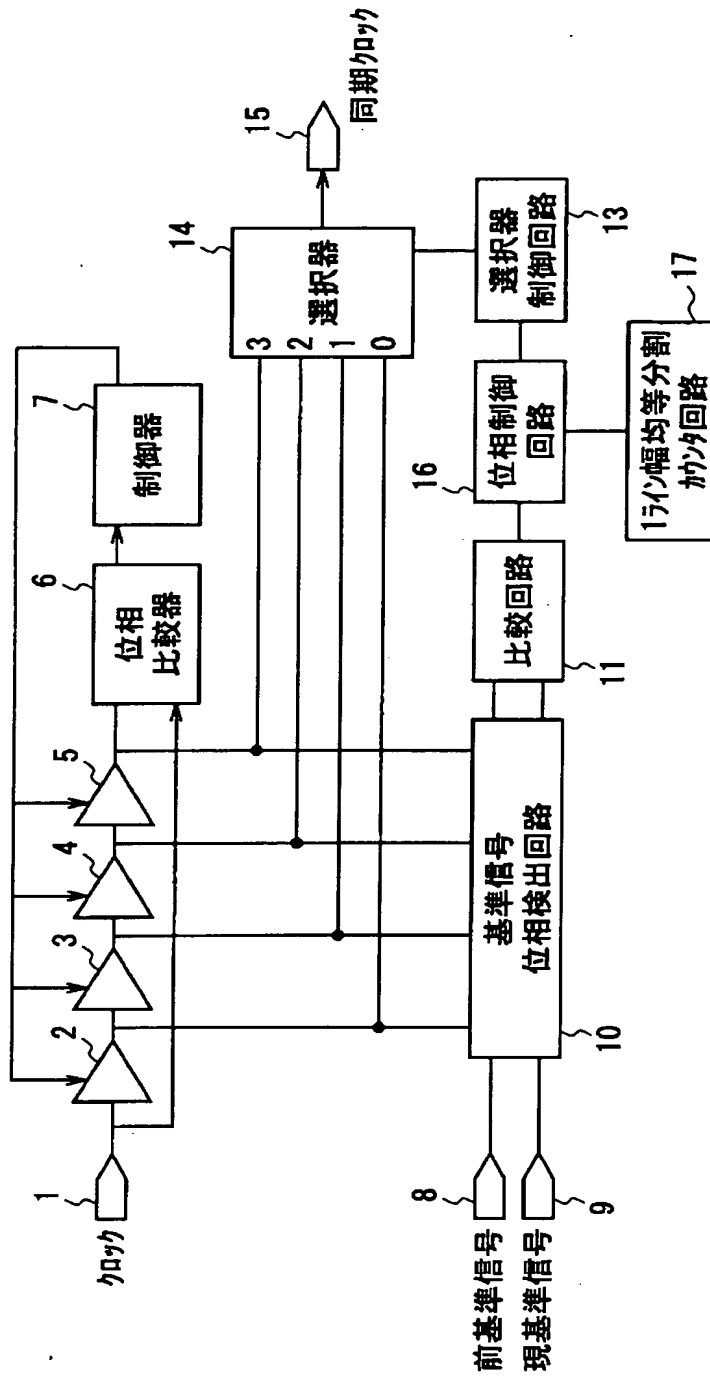 1
クロック
2
3
4
5
6
位相
比較器
7
制御器
14
選択器
3
2
1
0
15
同期クロック
8
前基準信号
現基準信号
9
基準信号
位相検出回路
10
比較回路
11
16
位相制御
回路
選択器
制御回路
13
1ライン幅均等分割
カウンタ回路
17